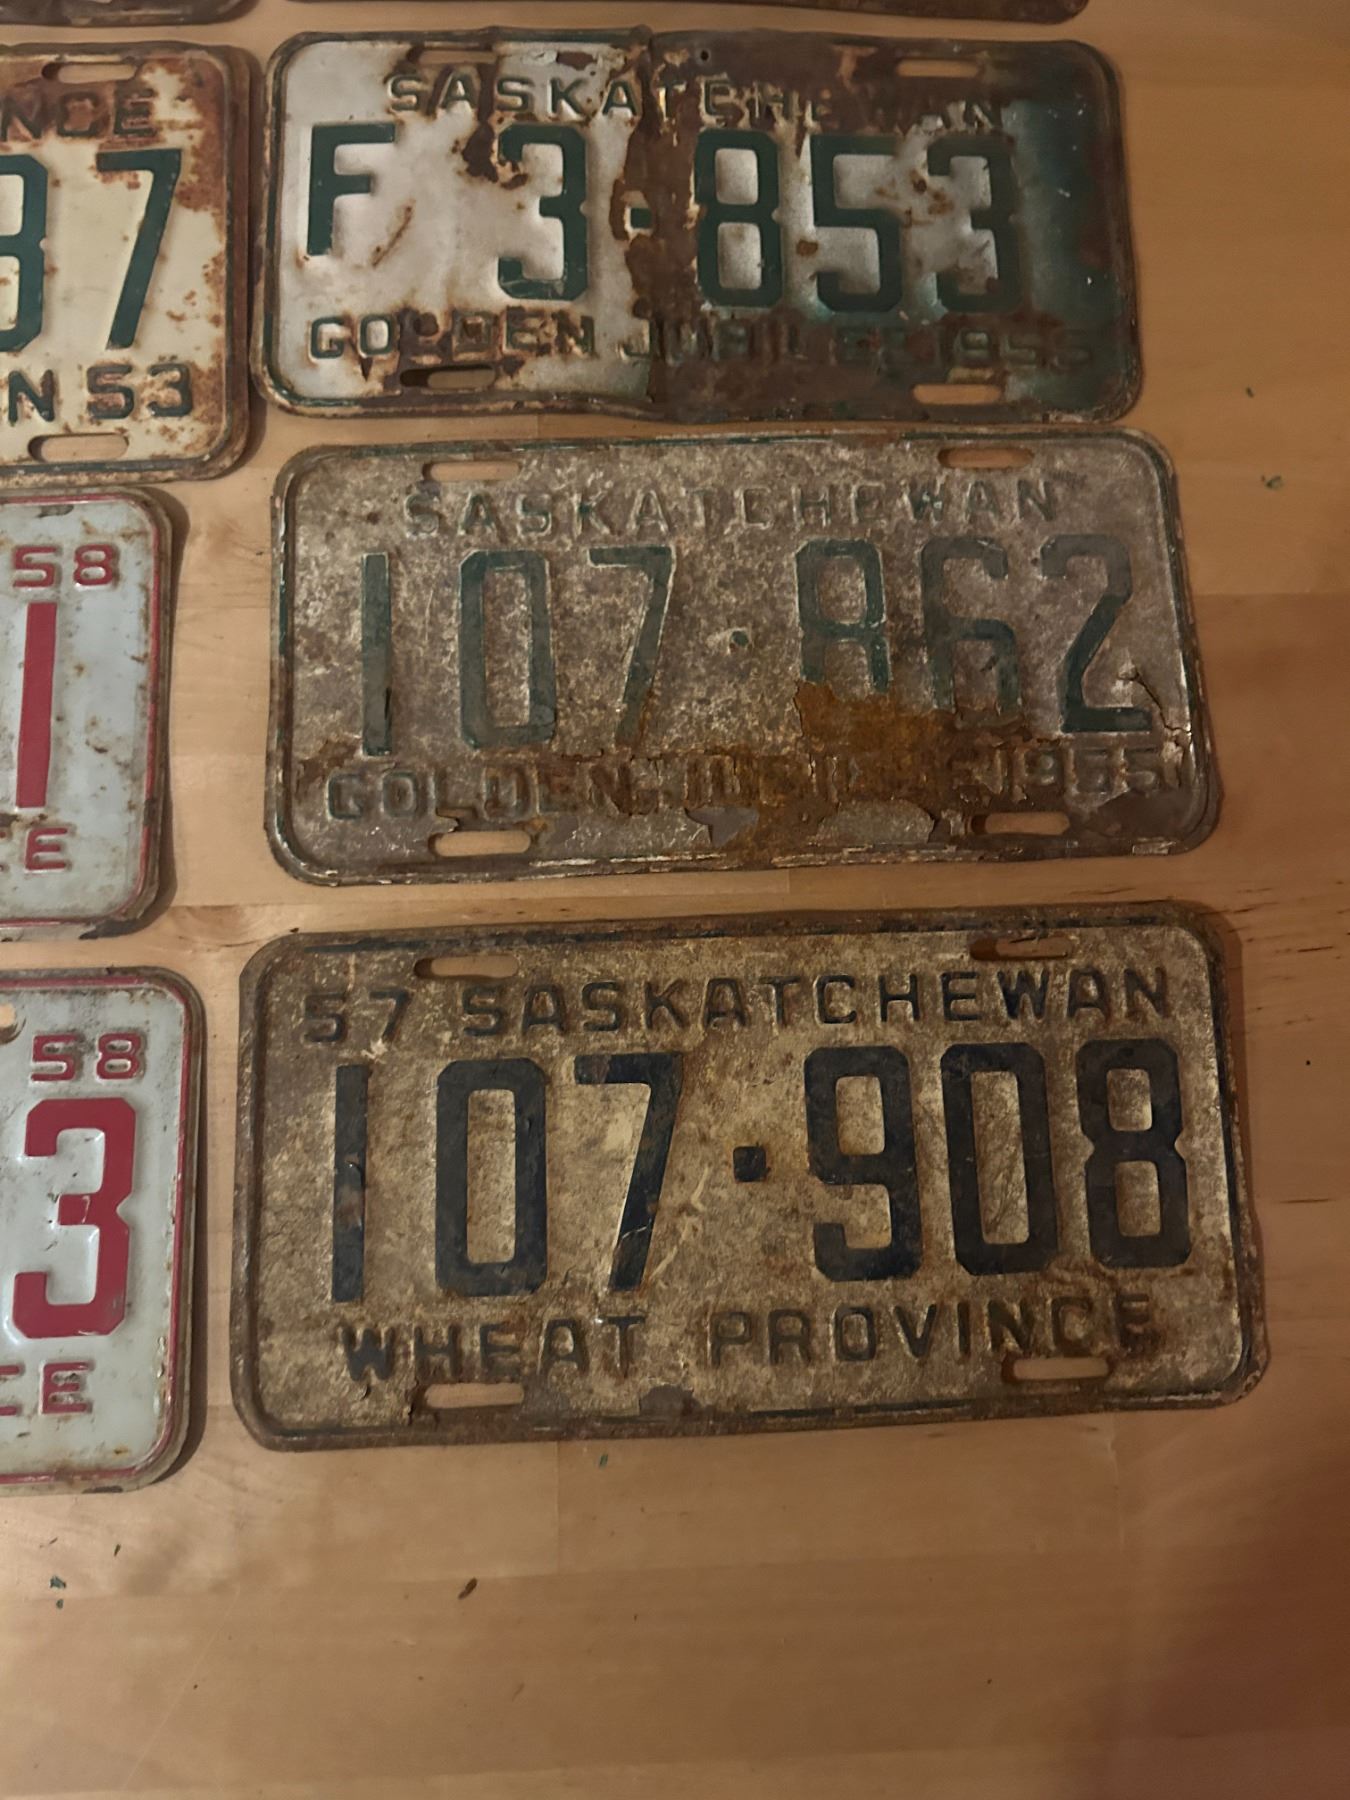 NCE
87
N 53
SASKATCHEWAN
F 3·853
GOLDEN JUBILEE 1955
58
1
CE
SASKATCHEWAN
107·862
GOLDEN JUBILEE 1955
58
3
CE
57 SASKATCHEWAN
107·908
WHEAT PROVINCE